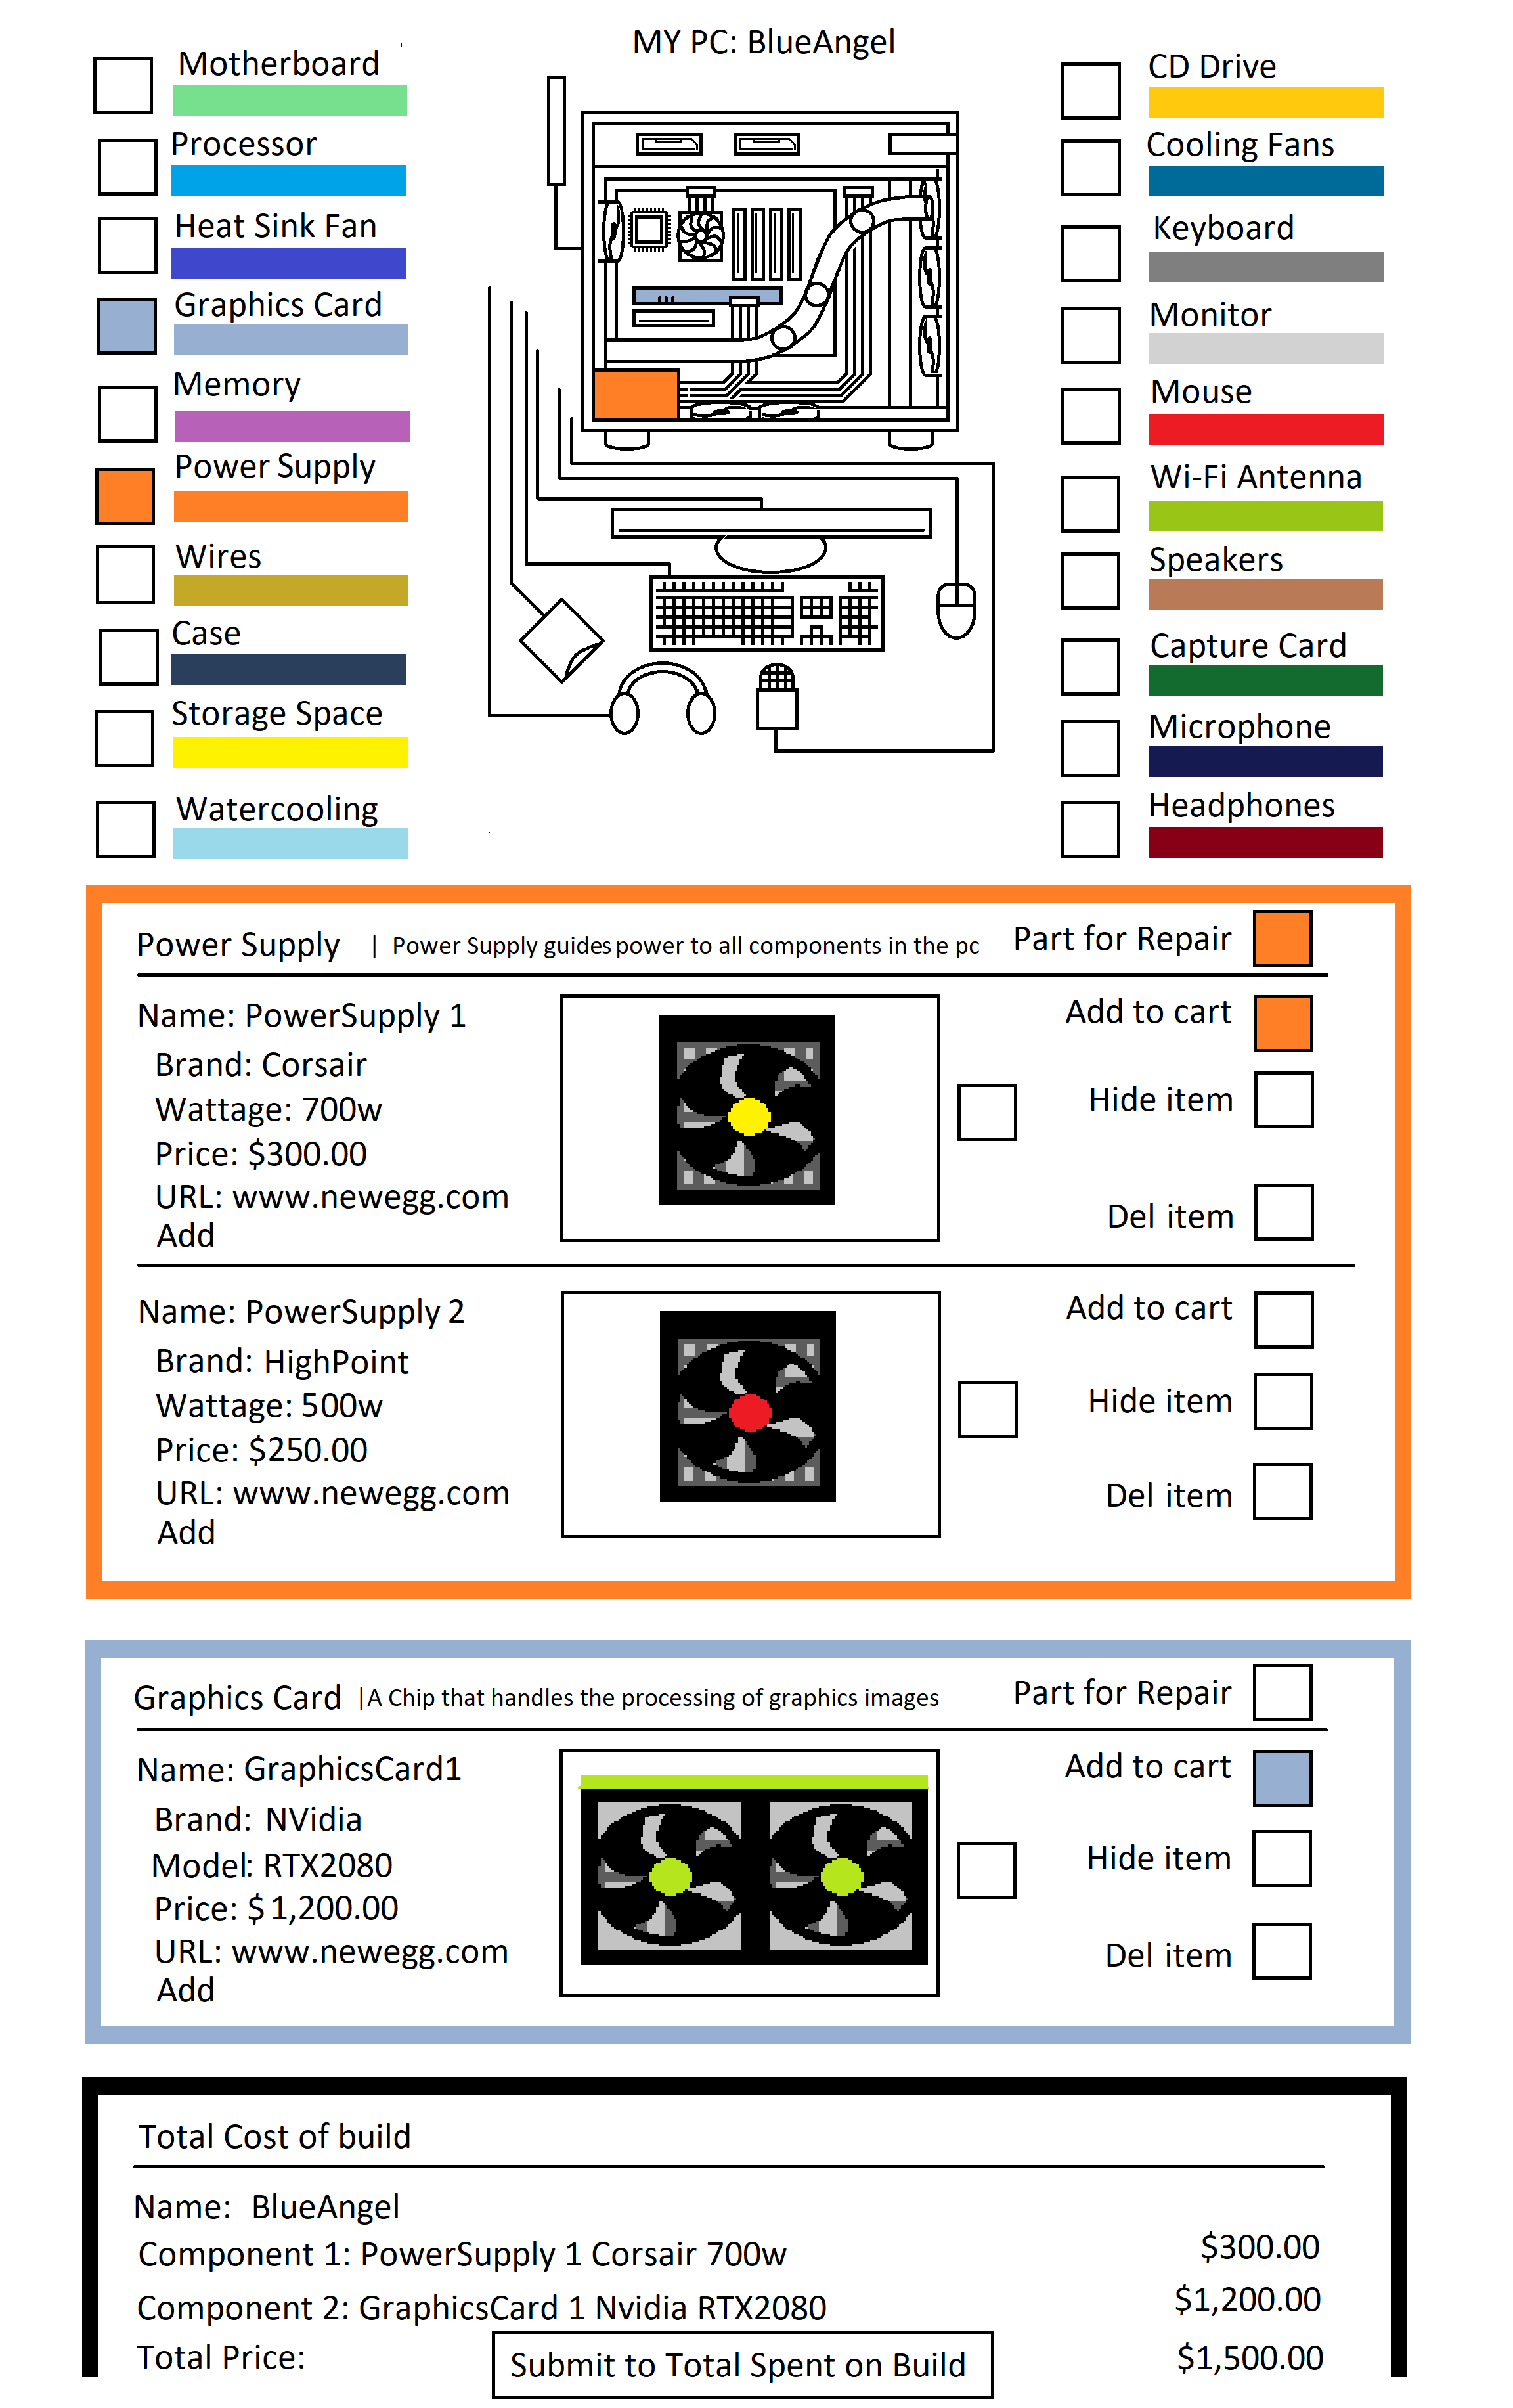 MY PC: BlueAngel
Motherboard
Processor
Heat Sink Fan
Graphics Card
Memory
Power Supply
Wires
Case
Storage Space
Watercooling
CD Drive
Cooling Fans
Keyboard
Monitor
Mouse
Wi-Fi Antenna
Speakers
Capture Card
Microphone
Headphones
Power Supply | Power Supply guides power to all components in the pc
Part for Repair
Name: PowerSupply 1
Brand: Corsair
Wattage: 700w
Price: $300.00
URL: www.newegg.com
Add
Add to cart
Hide item
Del item
Name: PowerSupply 2
Brand: HighPoint
Wattage: 500w
Price: $250.00
URL: www.newegg.com
Add
Add to cart
Hide item
Del item
Graphics Card |A Chip that handles the processing of graphics images
Part for Repair
Name: GraphicsCard1
Brand: NVidia
Model: RTX2080
Price: $1,200.00
URL: www.newegg.com
Add
Add to cart
Hide item
Del item
Total Cost of build
Name: BlueAngel
Component 1: PowerSupply 1 Corsair 700w $300.00
Component 2: GraphicsCard 1 Nvidia RTX2080 $1,200.00
Total Price: $1,500.00
Submit to Total Spent on Build